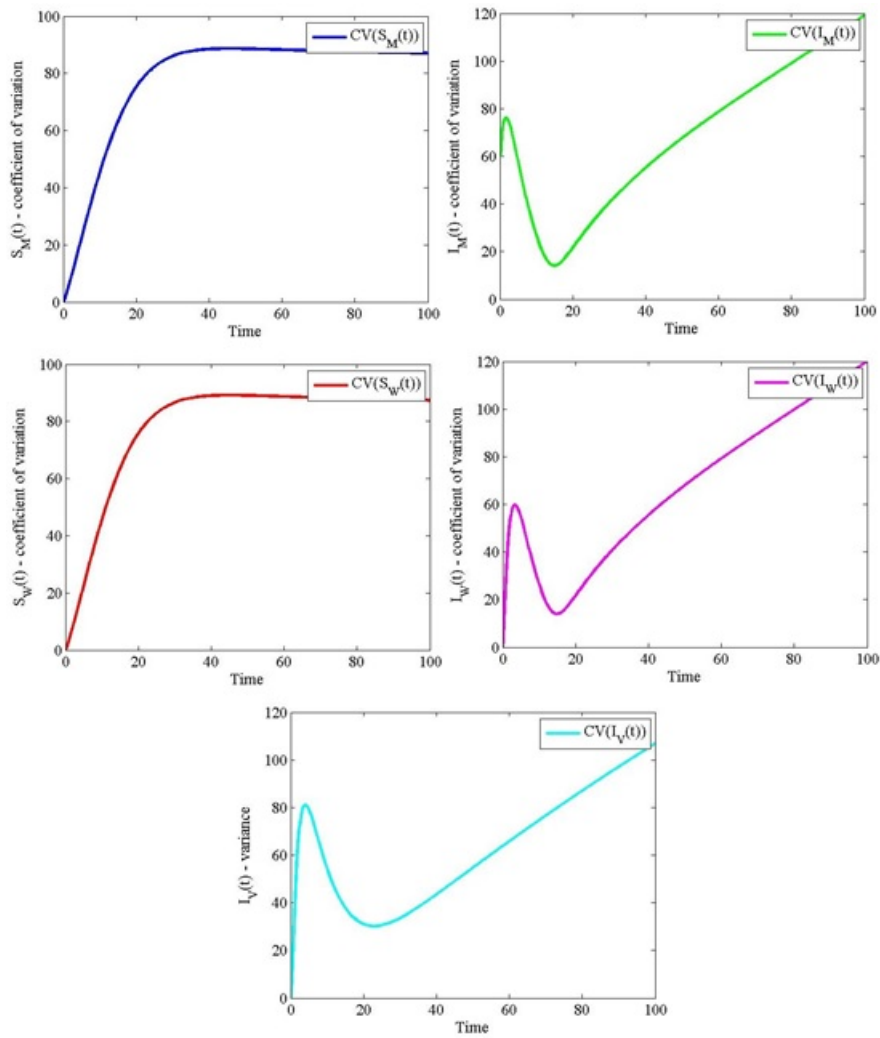 CV(S_M(t))
S_M(t) - coefficient of variation
100
80
60
40
20
0
0 20 40 60 80 100
Time
CV(I_M(t))
I_M(t) - coefficient of variation
120
100
80
60
40
20
0
0 20 40 60 80 100
Time
CV(S_W(t))
S_W(t) - coefficient of variation
100
80
60
40
20
0
0 20 40 60 80 100
Time
CV(I_W(t))
I_W(t) - coefficient of variation
120
100
80
60
40
20
0
0 20 40 60 80 100
Time
CV(I_V(t))
I_V(t) - variance
120
100
80
60
40
20
0
0 20 40 60 80 100
Time